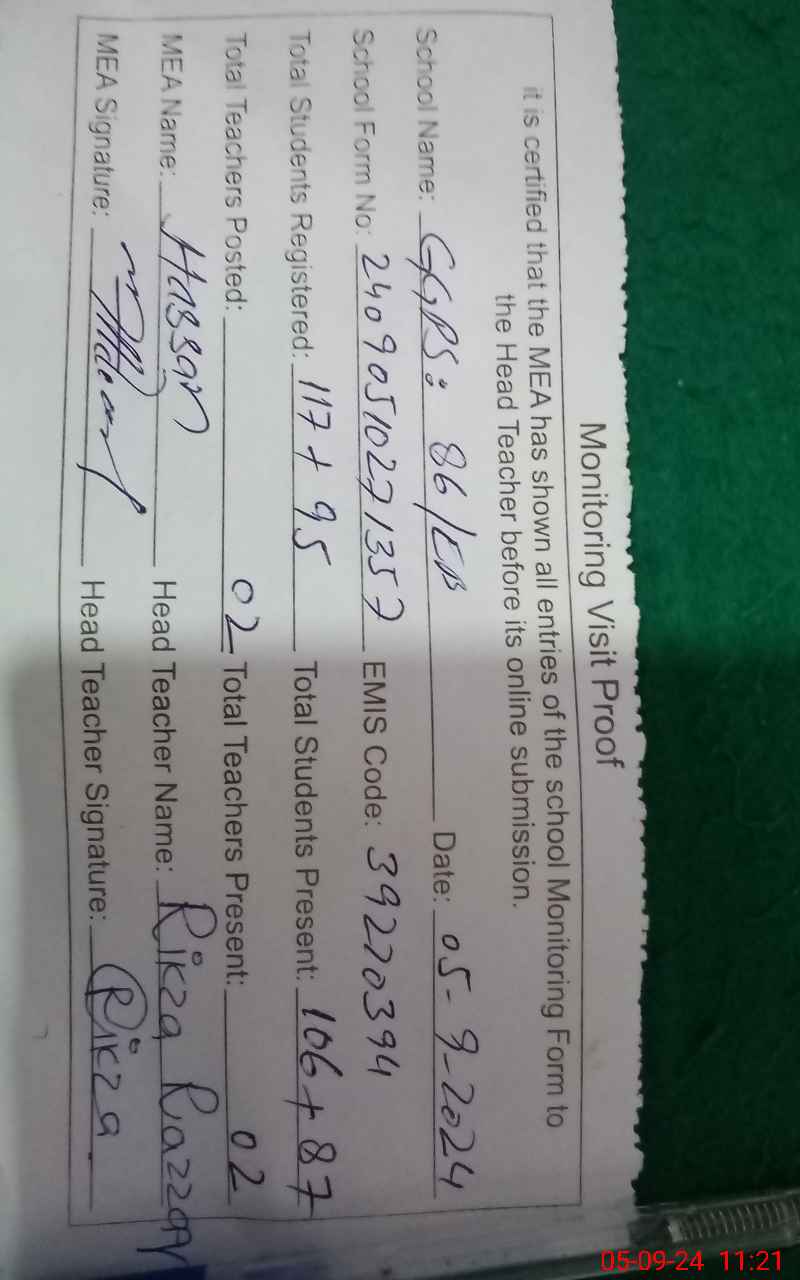 Monitoring Visit Proof
it is certified that the MEA has shown all entries of the school Monitoring Form to
the Head Teacher before its online submission.
School Name: GGPS: 86/EB Date: 05-9-2024
School Form No: 24090510271357 EMIS Code: 39220394
Total Students Registered: 117 + 95 Total Students Present: 106 + 87
Total Teachers Posted: 02 Total Teachers Present: 02
MEA Name: Hassan Head Teacher Name: Rikza Razzaq
MEA Signature: Head Teacher Signature: Rikza
05-09-24 11:21